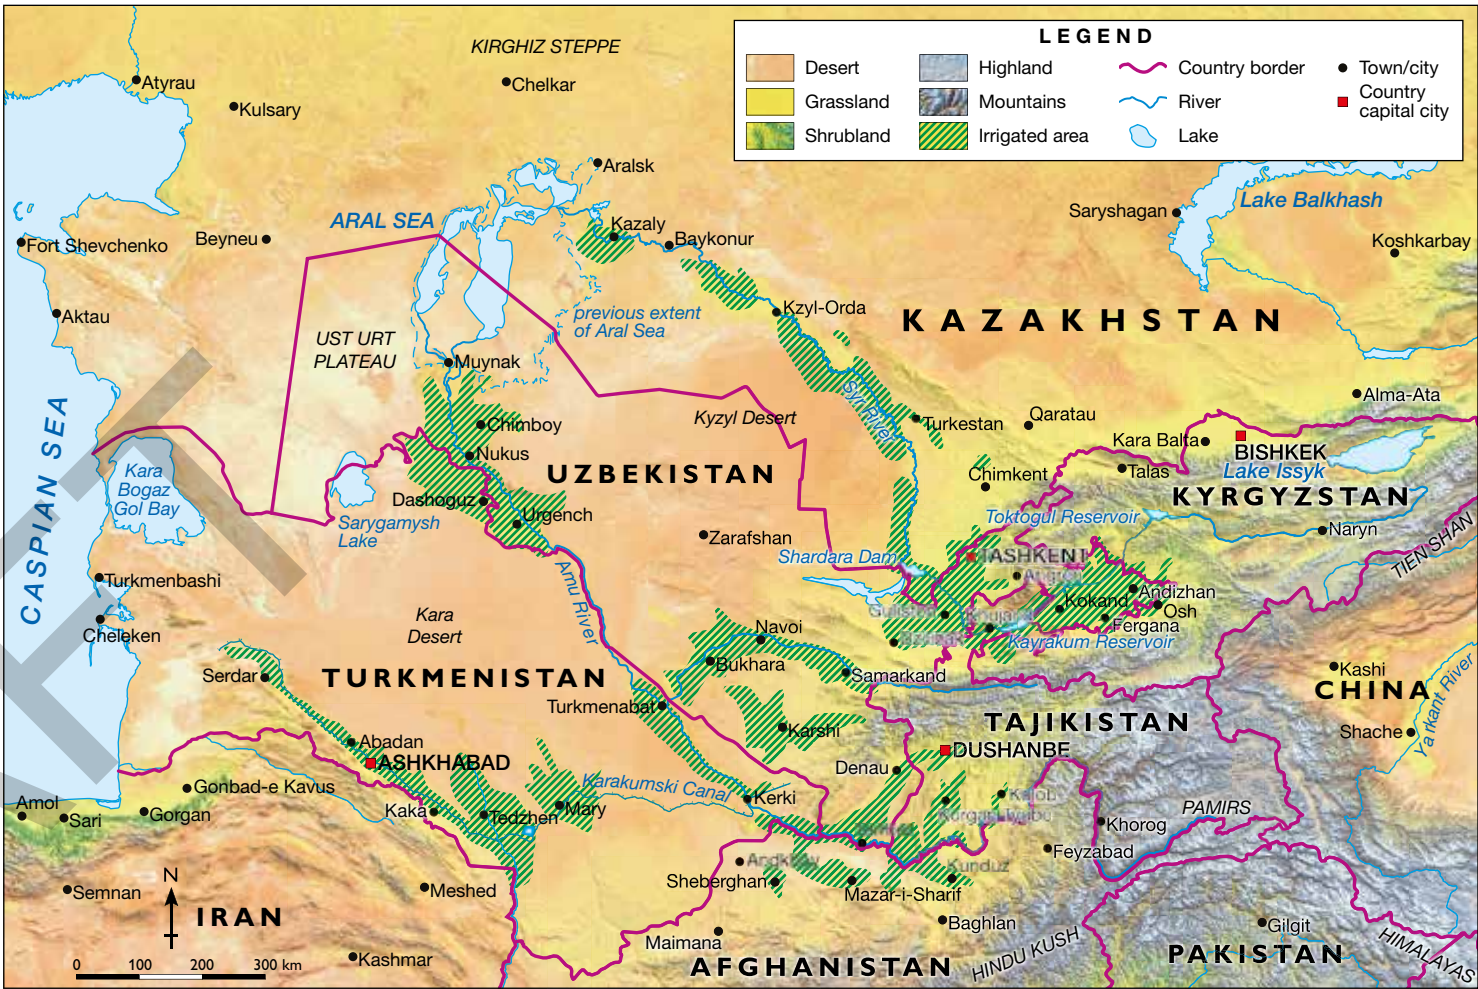 LEGEND
Desert
Grassland
Shrubland
Highland
Mountains
Irrigated area
Country border
River
Lake
Town/city
Country
capital city
KIRGHIZ STEPPE
Atyrau
Chelkar
Kulsary
Aralsk
ARAL SEA
Kazaly
Baykonur
Saryshagan
Lake Balkhash
Koshkarbay
Fort Shevchenko
Beyneu
Aktau
previous extent
of Aral Sea
Kzyl-Orda
KAZAKHSTAN
UST URT
PLATEAU
Muynak
Syr River
Alma-Ata
CASPIAN SEA
Kyzyl Desert
Chimboy
Turkestan
Qaratau
Kara Balta
BISHKEK
Lake Issyk
Kara
Bogaz
Gol Bay
Nukus
UZBEKISTAN
Chimkent
Talas
KYRGYZSTAN
Dashoguz
Urgench
Sarygamysh
Lake
Toktogul Reservoir
Naryn
TIEN SHAN
Zarafshan
Shardara Dam
TASHKENT
Turkmenbashi
Amu River
Kokand
Andizhan
Osh
Fergana
Cheleken
Kara
Desert
Navoi
Kayrakum Reservoir
Bukhara
Samarkand
Kashi
CHINA
Yarkant River
Serdar
TURKMENISTAN
Turkmenabat
Karshi
TAJIKISTAN
Shache
Abadan
ASHKHABAD
DUSHANBE
Denau
Gonbad-e Kavus
Karakumski Canal
Kerki
Amol
Sari
Gorgan
Kaka
Tedzhen
Mary
PAMIRS
Khorog
Feyzabad
Kunduz
Semnan
Meshed
Sheberghan
Mazar-i-Sharif
N
IRAN
Baghlan
Gilgit
Maimana
HINDU KUSH
PAKISTAN
HIMALAYAS
Kashmar
AFGHANISTAN
0 100 200 300 km